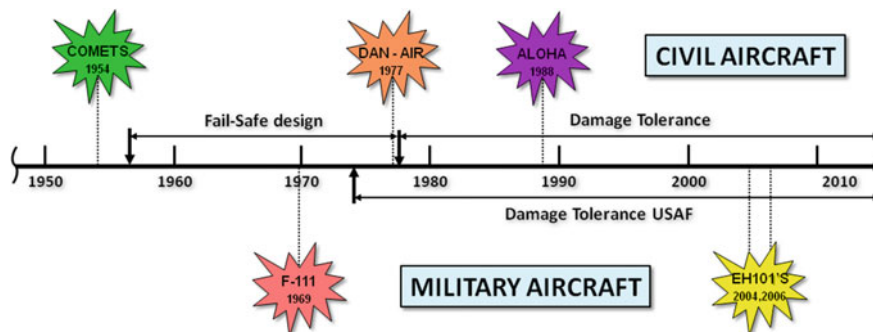 COMETS
1954
DAN - AIR
1977
ALOHA
1988
CIVIL AIRCRAFT
Fail-Safe design
Damage Tolerance
1950
1960
1970
1980
1990
2000
2010
Damage Tolerance USAF
F-111
1969
MILITARY AIRCRAFT
EH101'S
2004,2006